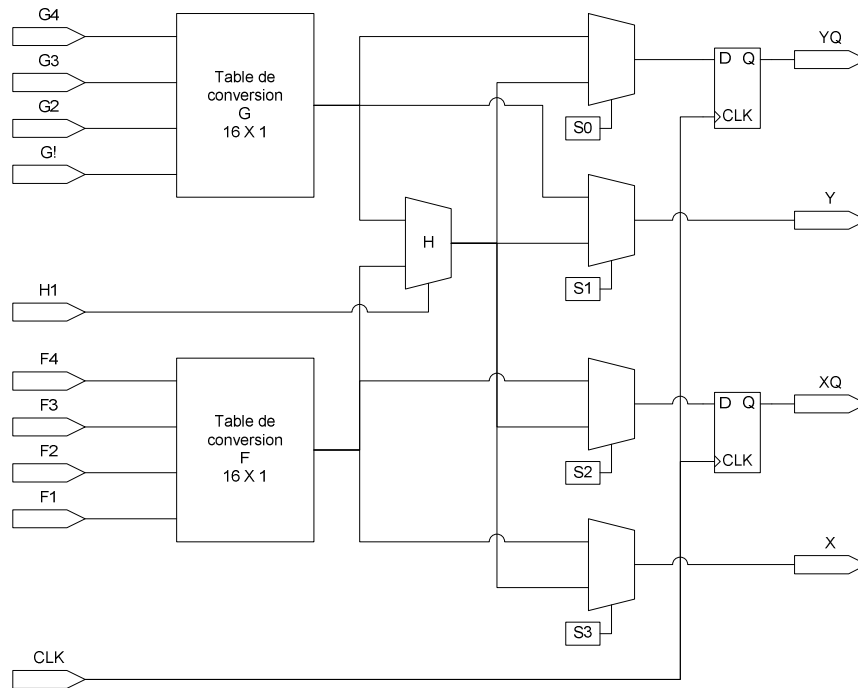 G4
G3
G2
G!
Table de
conversion
G
16 X 1
S0
D Q
CLK
YQ
H
S1
Y
H1
F4
F3
F2
F1
Table de
conversion
F
16 X 1
S2
D Q
CLK
XQ
S3
X
CLK